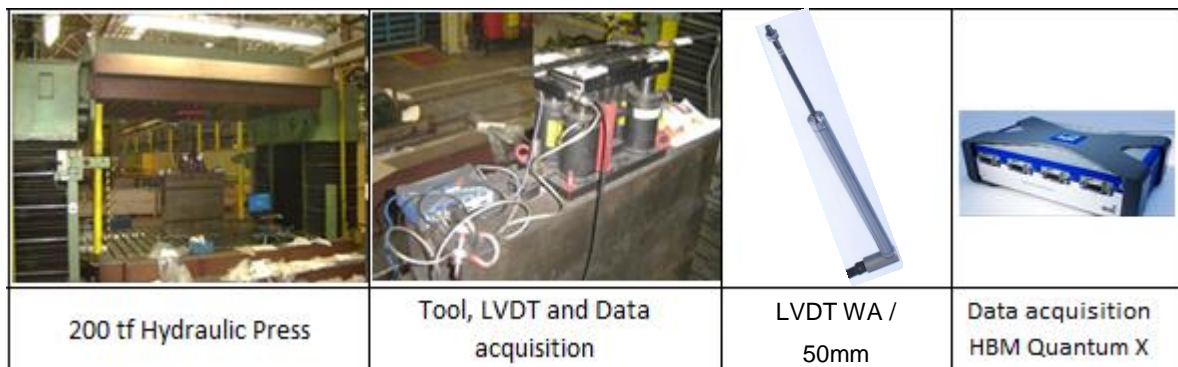 200 tf Hydraulic Press
Tool, LVDT and Data
acquisition
LVDT WA /
50mm
Data acquisition
HBM Quantum X